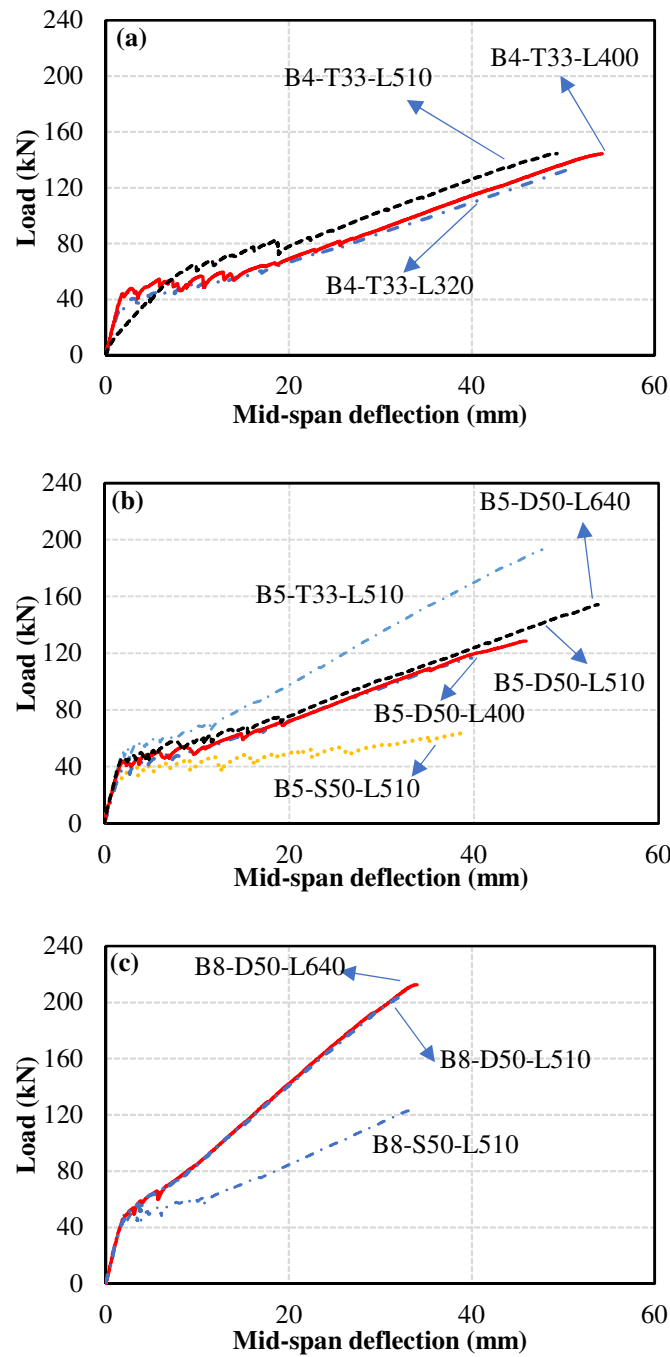 (a)
240
200
160
120
80
40
0
Load (kN)
B4-T33-L510
B4-T33-L400
B4-T33-L320
0 20 40 60
Mid-span deflection (mm)
(b)
240
200
160
120
80
40
0
Load (kN)
B5-D50-L640
B5-T33-L510
B5-D50-L510
B5-D50-L400
B5-S50-L510
0 20 40 60
Mid-span deflection (mm)
(c)
240
200
160
120
80
40
0
Load (kN)
B8-D50-L640
B8-D50-L510
B8-S50-L510
0 20 40 60
Mid-span deflection (mm)